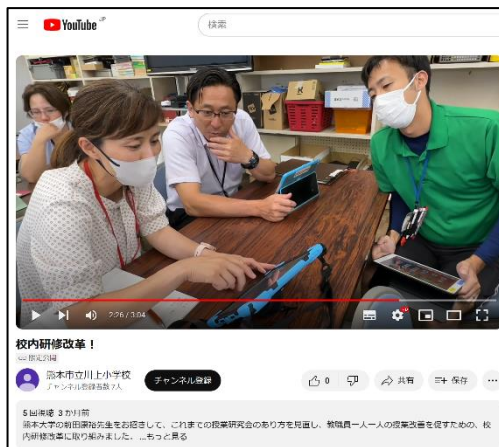 YouTube JP
検索
2:26 / 3:04
校内研修改革！
限定公開
熊本市立川上小学校
チャンネル登録者数 7人
チャンネル登録
0
共有
保存
5 回視聴 3 か月前
熊本大学の前田康裕先生をお招きして、これまでの授業研究会のあり方を見直し、教職員一人一人の授業改善を促すための、校
内研修改革に取り組みました。 ...もっと見る